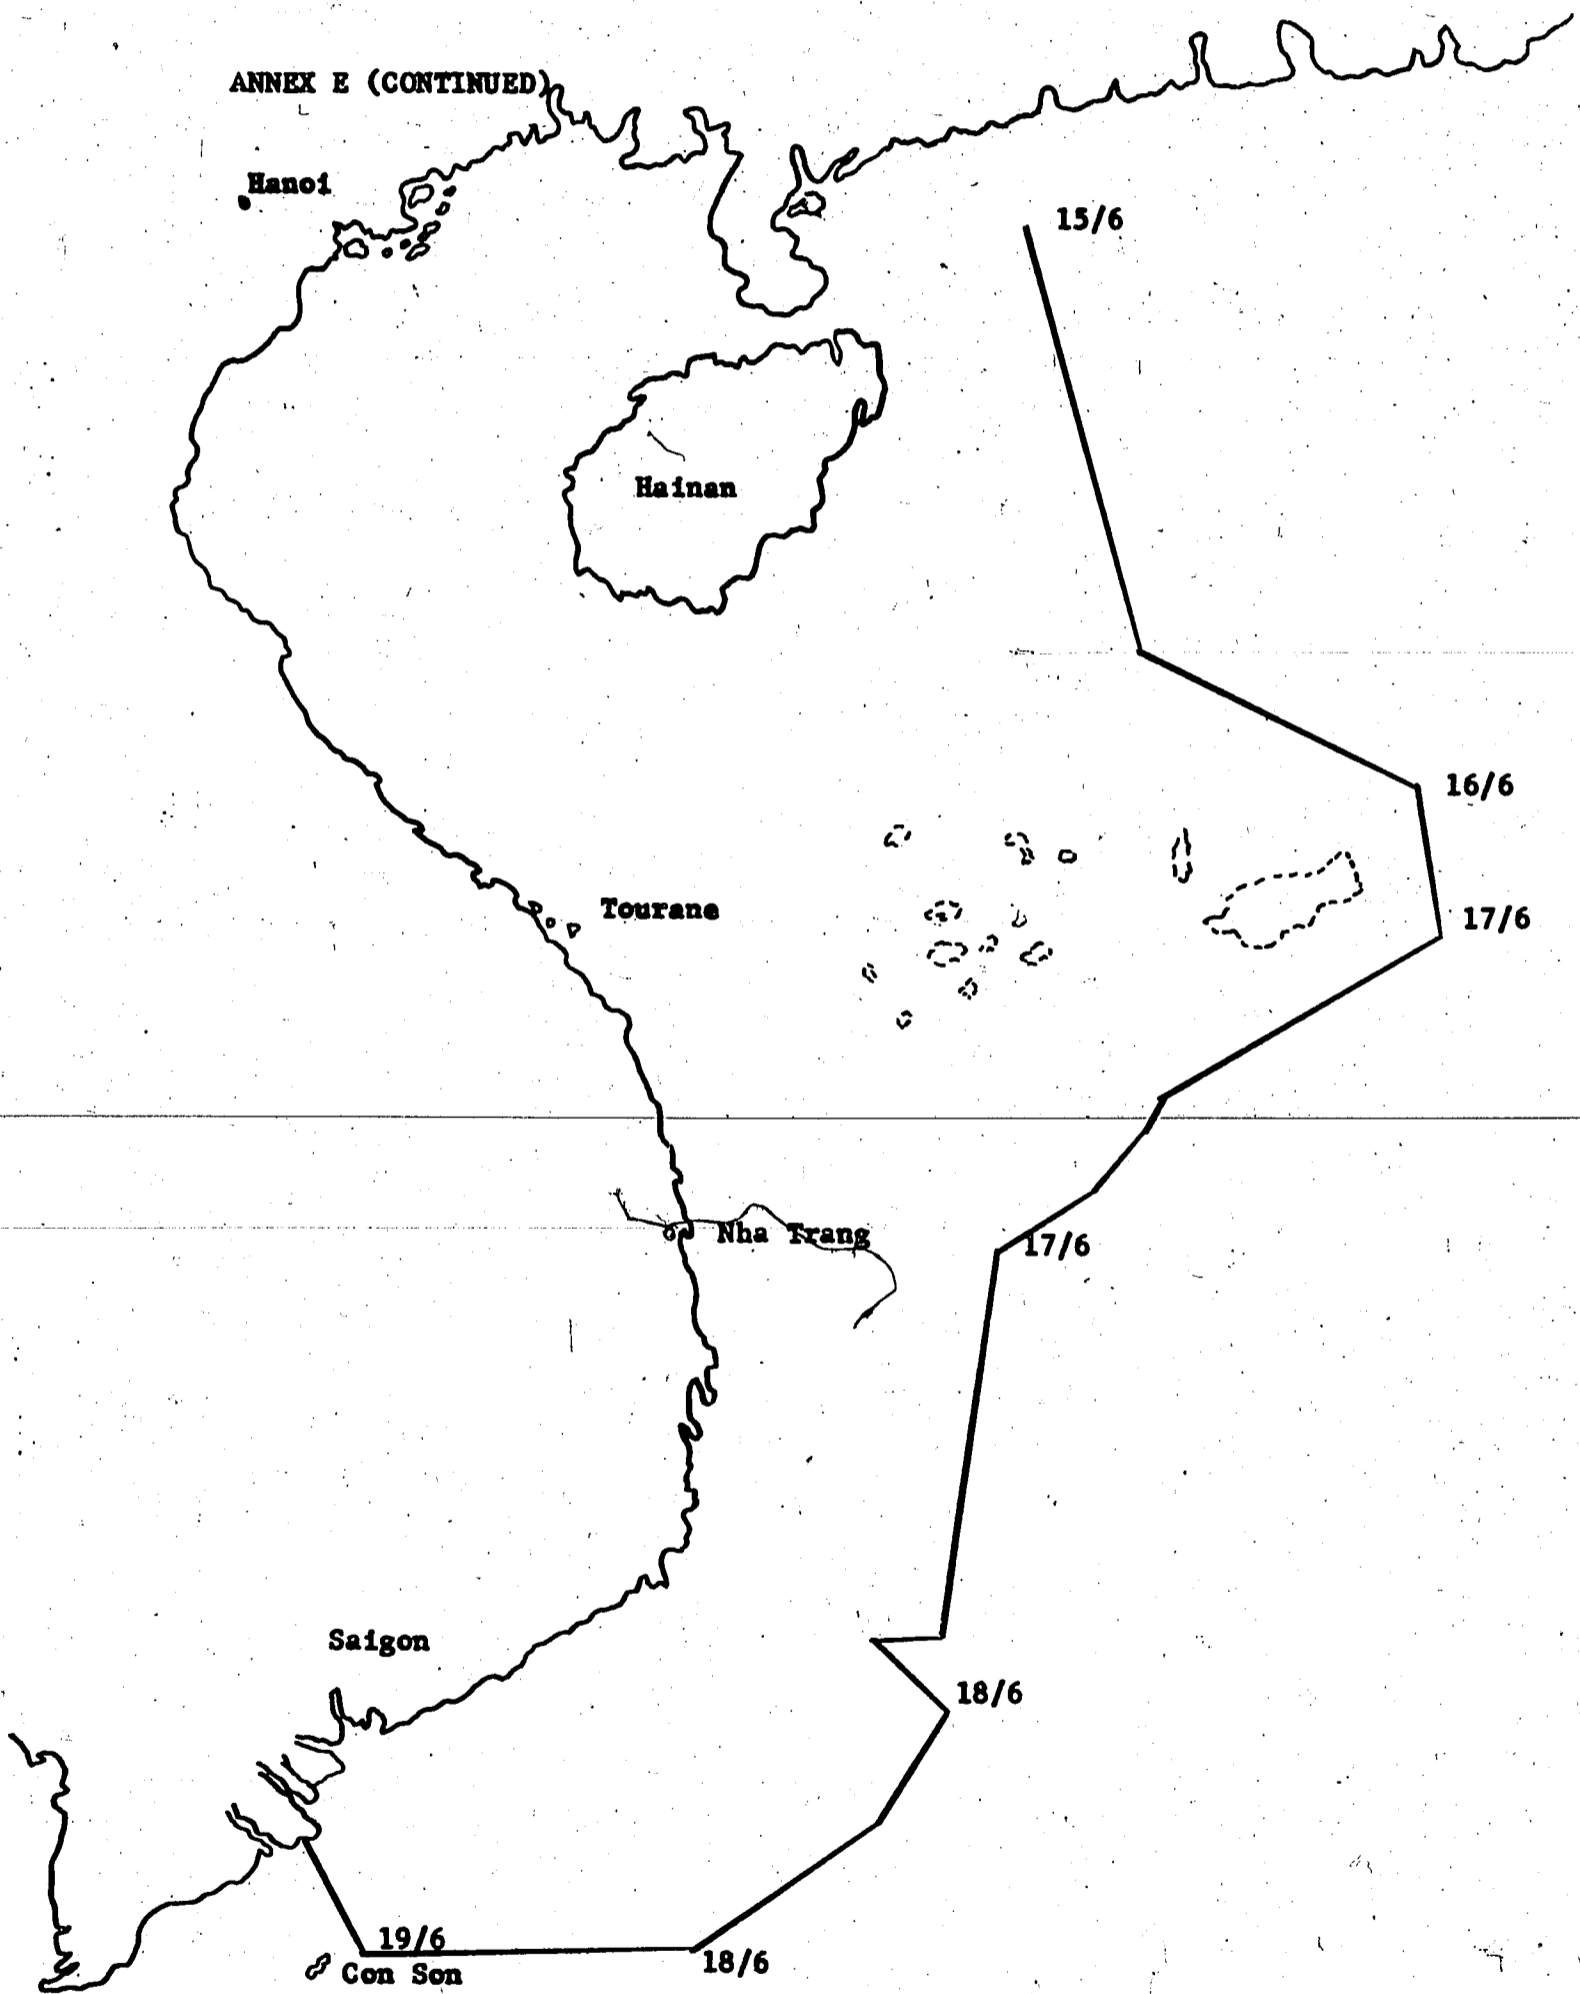 ANNEX E (CONTINUED)
Hanoi
15/6
Hainan
16/6
Tourane
17/6
Nha Trang
17/6
Saigon
18/6
19/6
Con Son
18/6